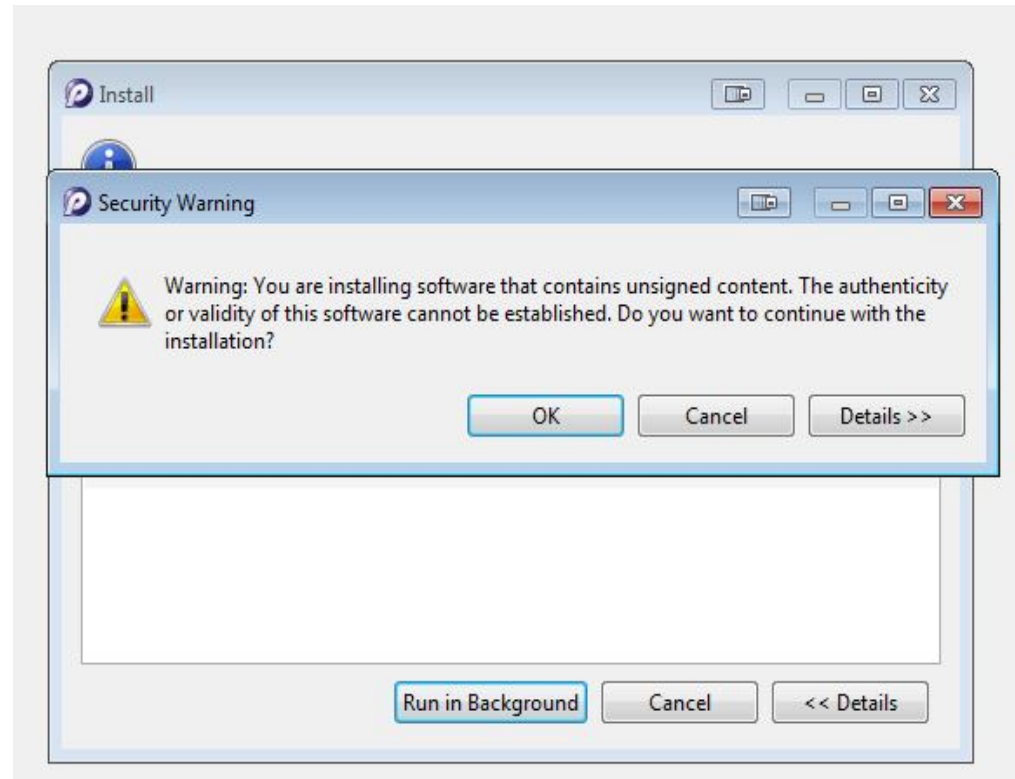 Install
Security Warning
Warning: You are installing software that contains unsigned content. The authenticity
or validity of this software cannot be established. Do you want to continue with the
installation?
OK Cancel Details >>
Run in Background Cancel << Details